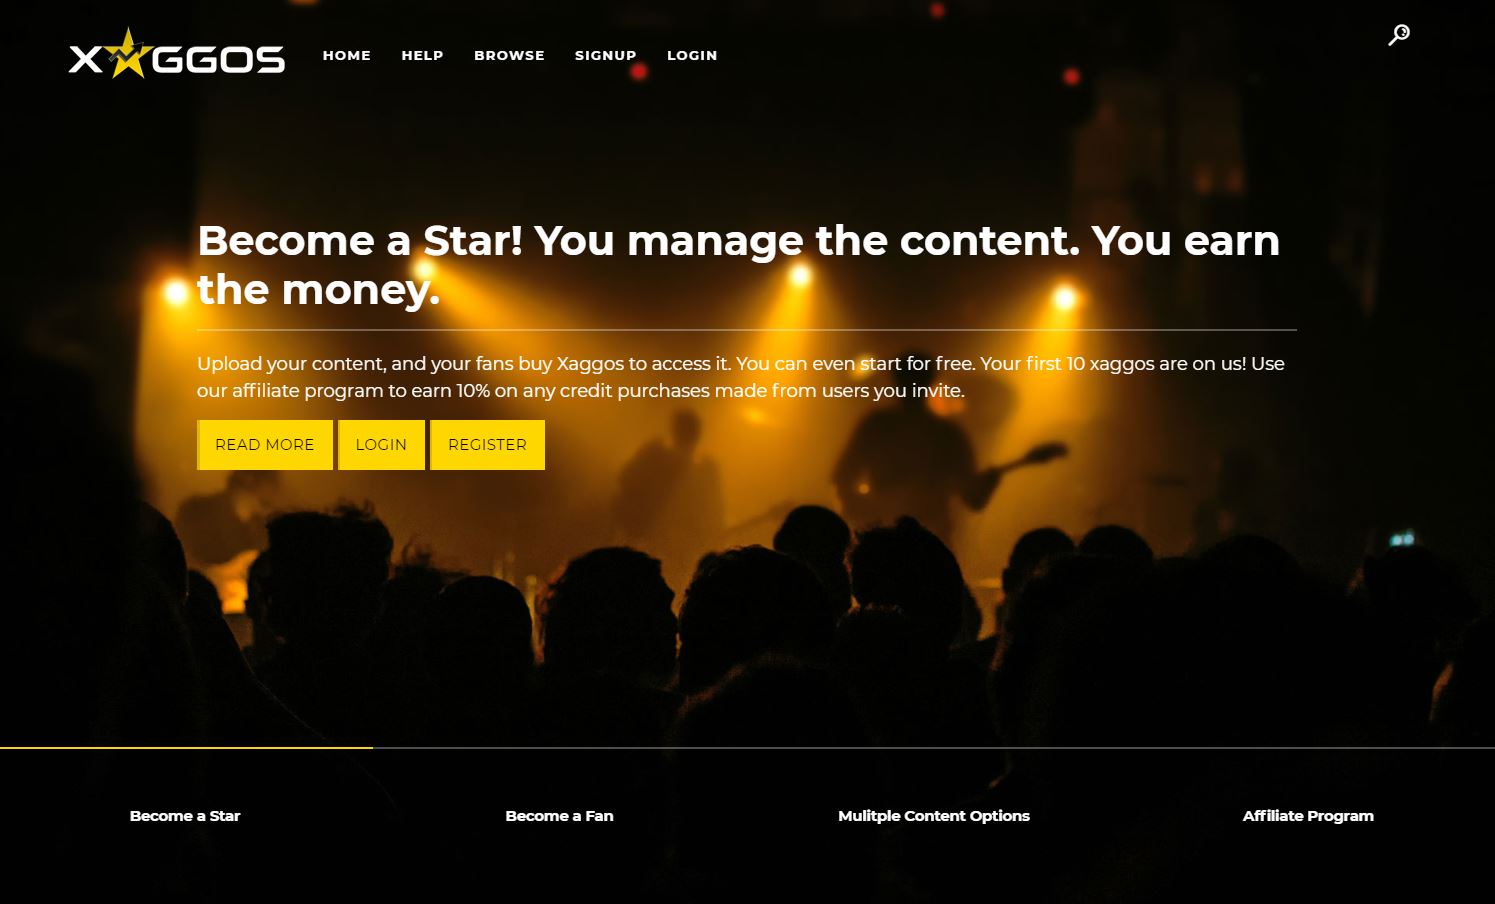 XAGGOS
HOME
HELP
BROWSE
SIGNUP
LOGIN
Become a Star! You manage the content. You earn
the money.
Upload your content, and your fans buy Xaggos to access it. You can even start for free. Your first 10 xaggos are on us! Use
our affiliate program to earn 10% on any credit purchases made from users you invite.
READ MORE
LOGIN
REGISTER
Become a Star
Become a Fan
Mulitple Content Options
Affiliate Program